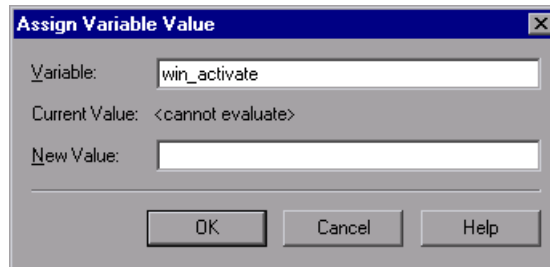 Assign Variable Value
Variable: win_activate
Current Value: <cannot evaluate>
New Value:
OK Cancel Help